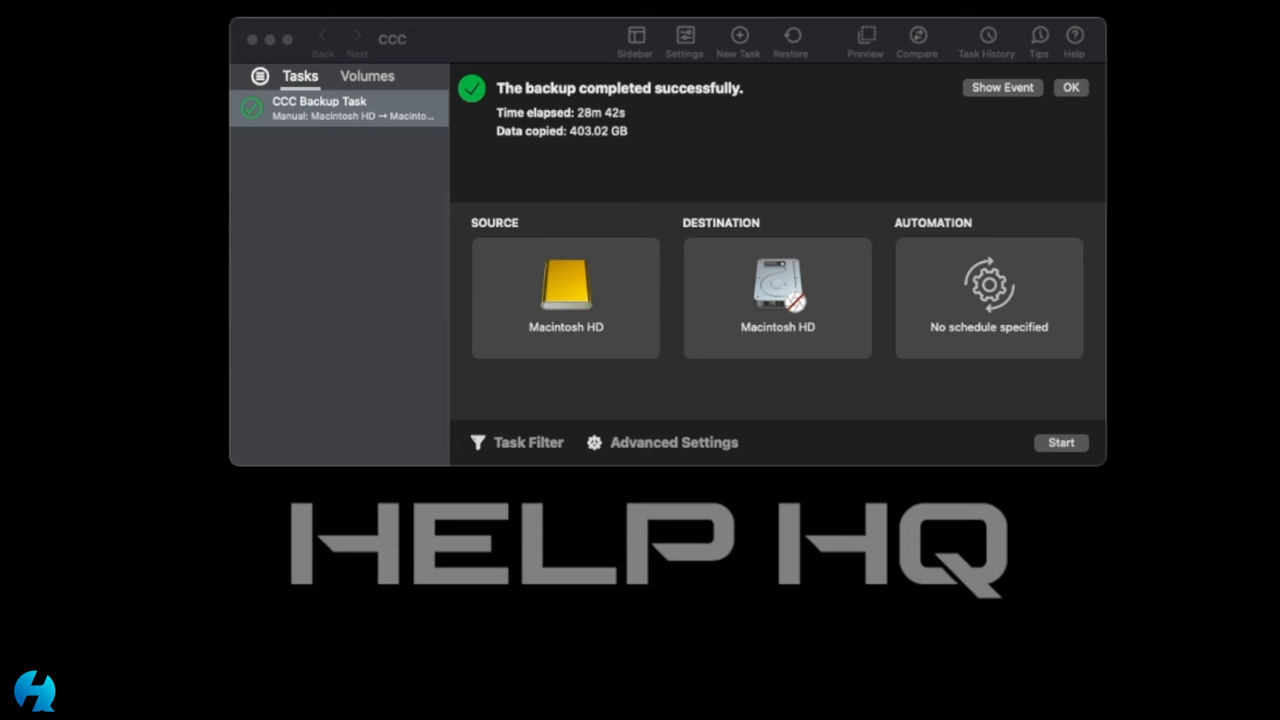 Back
Next
CCC
Sidebar
Settings
New Task
Restore
Preview
Compare
Task History
Tips
Help
Tasks
Volumes
CCC Backup Task
Manual: Macintosh HD → Macinto...
The backup completed successfully.
Show Event
OK
Time elapsed: 28m 42s
Data copied: 403.02 GB
SOURCE
DESTINATION
AUTOMATION
Macintosh HD
Macintosh HD
No schedule specified
Task Filter
Advanced Settings
Start
HELP HQ